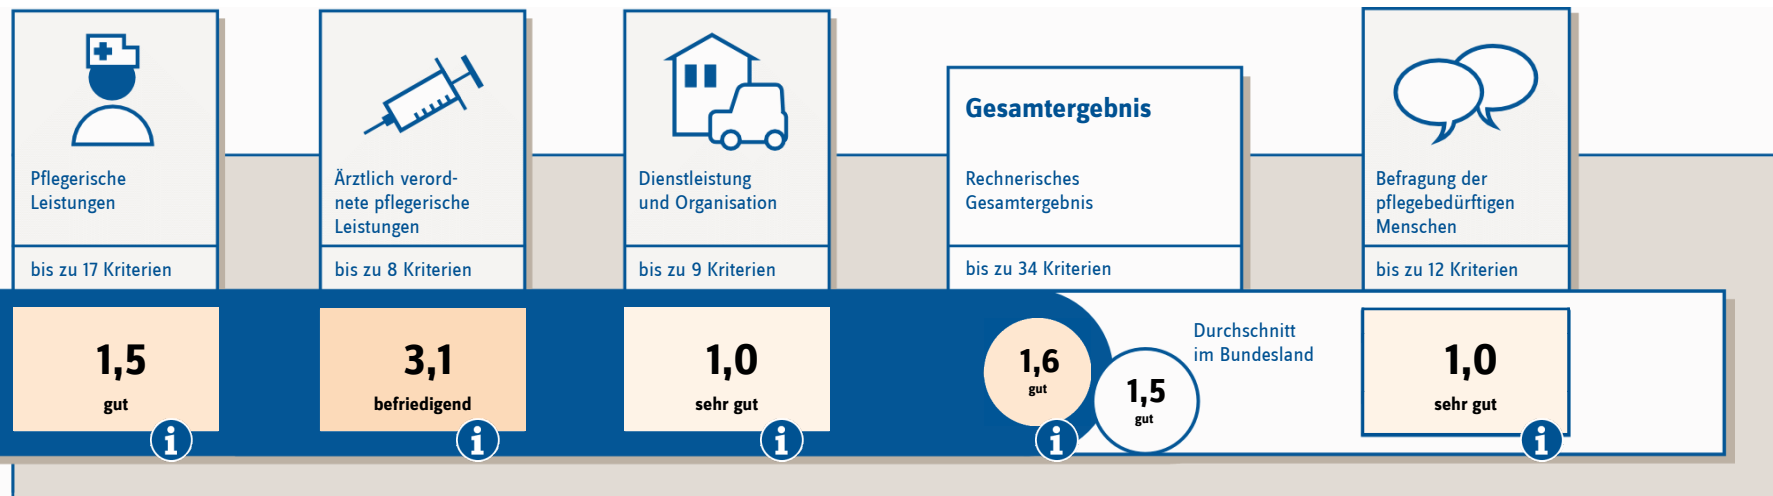 Pflegerische
Leistungen
bis zu 17 Kriterien
1,5
gut
i
Ärztlich verord-
nete pflegerische
Leistungen
bis zu 8 Kriterien
3,1
befriedigend
i
Dienstleistung
und Organisation
bis zu 9 Kriterien
1,0
sehr gut
i
Gesamtergebnis
Rechnerisches
Gesamtergebnis
bis zu 34 Kriterien
1,6
gut
i
1,5
gut
Durchschnitt
im Bundesland
Befragung der
pflegebedürftigen
Menschen
bis zu 12 Kriterien
1,0
sehr gut
i